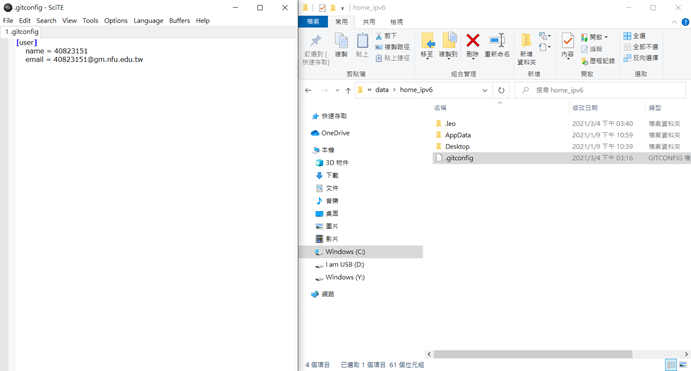 .gitconfig - SciTE
File Edit Search View Tools Options Language Buffers Help
1 .gitconfig
[user]
name = 40823151
email = 40823151@gm.nfu.edu.tw
home_ipv6
檔案 常用 共用 檢視
釘選到 [
快速存取]
複製
貼上
剪下
複製路徑
貼上捷徑
剪貼簿
移至
複製到
刪除
重新命名
組合管理
新增
資料夾
新增
內容
開啟
編輯
歷程記錄
開啟
全選
全部不選
反向選擇
選取
« data › home_ipv6
搜尋 home_ipv6
快速存取
OneDrive
本機
3D 物件
下載
文件
音樂
桌面
圖片
影片
Windows (C:)
I am USB (D:)
Windows (Y:)
網路
名稱 修改日期 類型
.leo 2021/3/4 下午 03:40 檔案資料夾
AppData 2021/1/9 下午 10:59 檔案資料夾
Desktop 2021/1/9 下午 10:39 檔案資料夾
.gitconfig 2021/3/4 下午 03:16 GITCONFIG 檔
4 個項目 已選取 1 個項目 61 個位元組